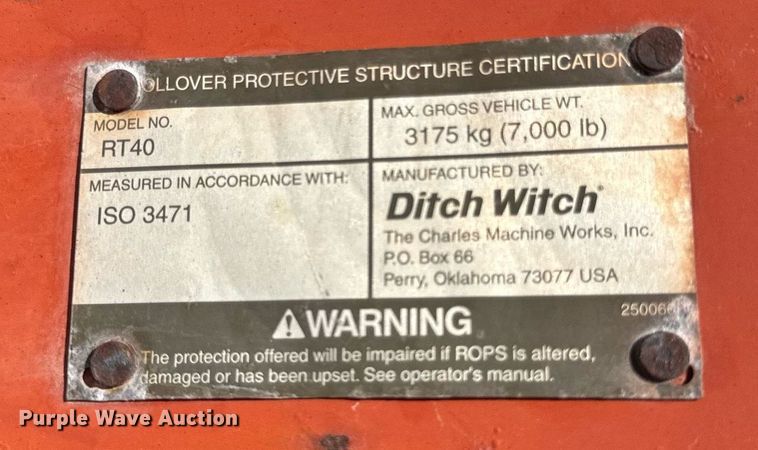 OLLOVER PROTECTIVE STRUCTURE CERTIFICATION
MODEL NO.
RT40
MAX. GROSS VEHICLE WT.
3175 kg (7,000 lb)
MEASURED IN ACCORDANCE WITH:
ISO 3471
MANUFACTURED BY:
Ditch Witch®
The Charles Machine Works, Inc.
P.O. Box 66
Perry, Oklahoma 73077 USA
⚠WARNING
The protection offered will be impaired if ROPS is altered,
damaged or has been upset. See operator's manual.
Purple Wave Auction